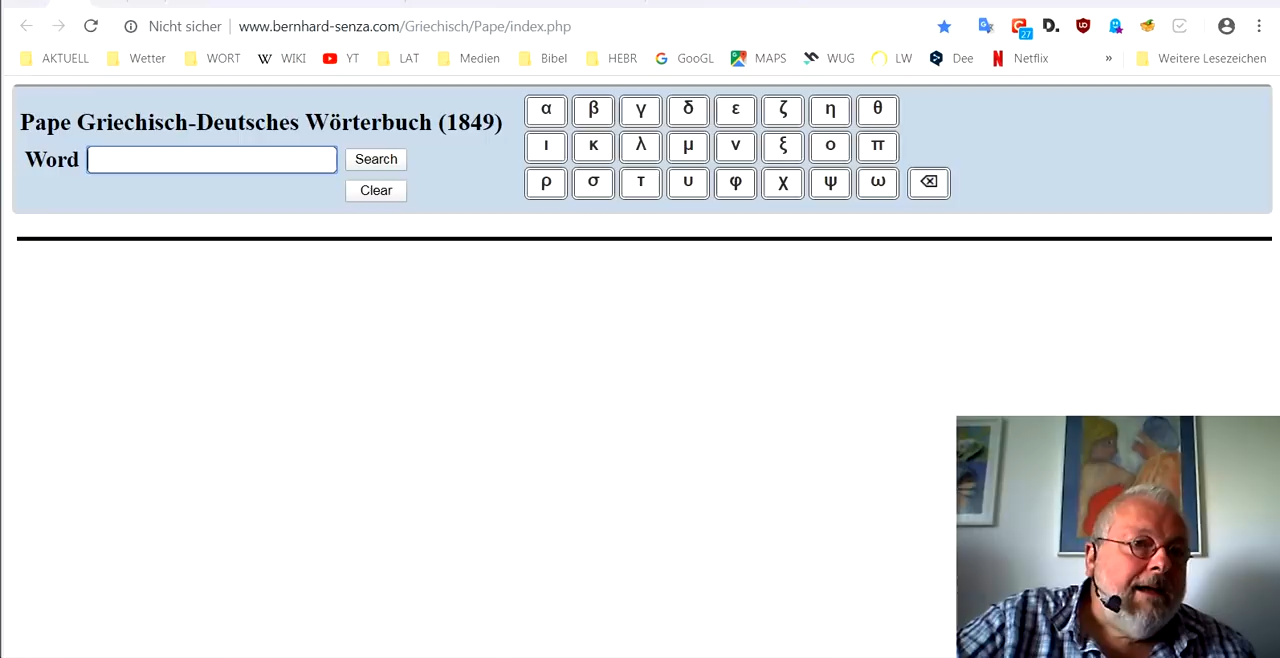 Nicht sicher www.bernhard-senza.com/Griechisch/Pape/index.php 27 D.
AKTUELL Wetter WORT W WIKI YT LAT Medien Bibel HEBR G GooGL MAPS WUG LW Dee N Netflix » Weitere Lesezeichen
Pape Griechisch-Deutsches Wörterbuch (1849)
Word Search
Clear
α β γ δ ε ζ η θ
ι κ λ μ ν ξ ο π
ρ σ τ υ φ χ ψ ω ⌫